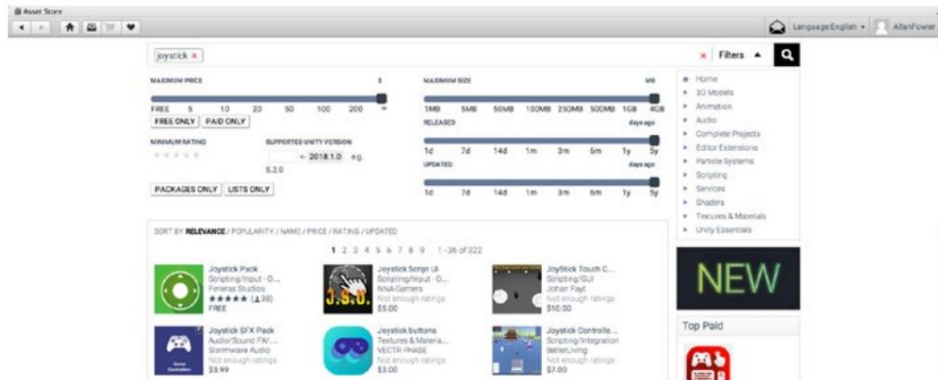 Asset Store
Language:English
AllanFowler
joystick ×
× Filters
MAXIMUM PRICE $
FREE 5 10 20 50 100 200 ∞
FREE ONLY PAID ONLY
MINIMUM RATING
SUPPORTED UNITY VERSION
<- 2018.1.0 e.g.
5.2.0
PACKAGES ONLY LISTS ONLY
MAXIMUM SIZE MB
1MB 5MB 50MB 100MB 250MB 500MB 1GB 4GB
RELEASED days ago
1d 7d 14d 1m 3m 6m 1y 5y
UPDATED days ago
1d 7d 14d 1m 3m 6m 1y 5y
Home
3D Models
Animation
Audio
Complete Projects
Editor Extensions
Particle Systems
Scripting
Services
Shaders
Textures & Materials
Unity Essentials
SORT BY RELEVANCE / POPULARITY / NAME / PRICE / RATING / UPDATED
1 2 3 4 5 6 7 8 9 1-36 of 322
Joystick Pack
Scripting/Input - O...
Fenerax Studios
★★★★★ (38)
FREE
J.S.U.
Joystick Script UI
Scripting/Input - O...
NNA Gamers
Not enough ratings
$5.00
JoyStick Touch C...
Scripting/GUI
Johan Fayt
Not enough ratings
$10.00
Joystick SFX Pack
Audio/Sound FX/...
Stormwave Audio
Not enough ratings
$3.99
Joystick buttons
Textures & Materia...
VECTR PHASE
Not enough ratings
$3.00
Joystick Controlle...
Scripting/Integration
BetterLiving
Not enough ratings
$7.00
NEW
Top Paid